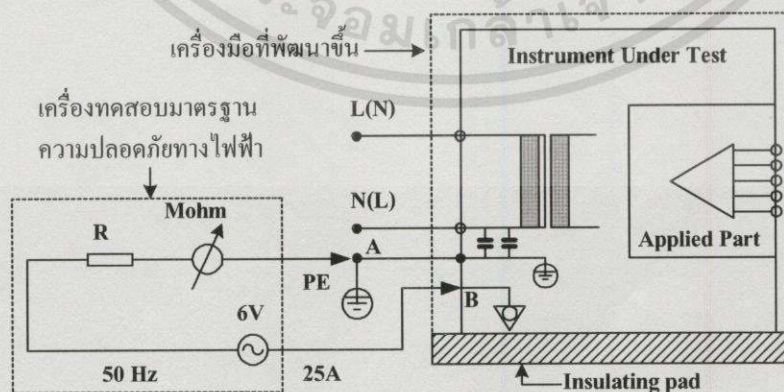 เครื่องมือที่พัฒนาขึ้น
Instrument Under Test
เครื่องทดสอบมาตรฐาน
ความปลอดภัยทางไฟฟ้า
L(N)
N(L)
R
Mohm
A
PE
6V
B
50 Hz
25A
Applied Part
Insulating pad